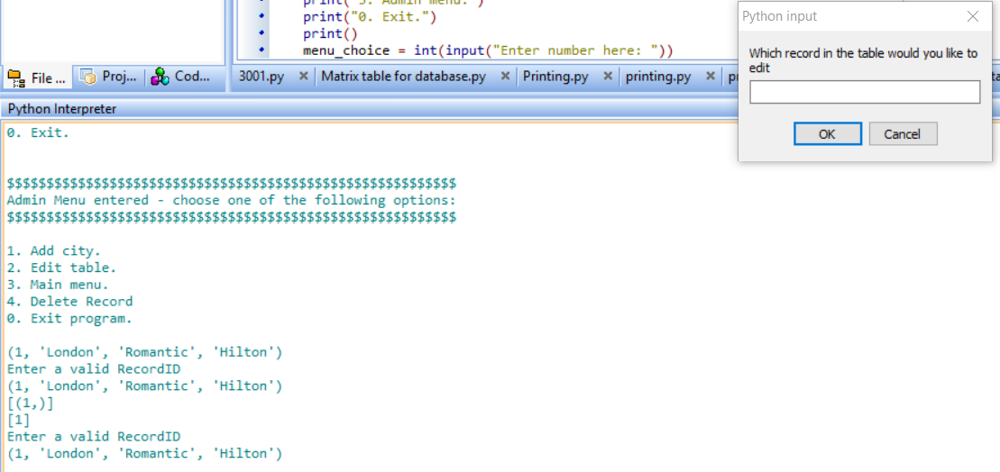 print("5. Admin menu.")
print("0. Exit.")
print()
menu_choice = int(input("Enter number here: "))
File ... Proj... Cod...
3001.py Matrix table for database.py Printing.py printing.py
Python Interpreter
0. Exit.
$$$$$$$$$$$$$$$$$$$$$$$$$$$$$$$$$$$$$$$$$$$$$$$$$$$$$$$$$
Admin Menu entered - choose one of the following options:
$$$$$$$$$$$$$$$$$$$$$$$$$$$$$$$$$$$$$$$$$$$$$$$$$$$$$$$$$
1. Add city.
2. Edit table.
3. Main menu.
4. Delete Record
0. Exit program.
(1, 'London', 'Romantic', 'Hilton')
Enter a valid RecordID
(1, 'London', 'Romantic', 'Hilton')
[(1,)]
[1]
Enter a valid RecordID
(1, 'London', 'Romantic', 'Hilton')
Python input
Which record in the table would you like to
edit
OK Cancel